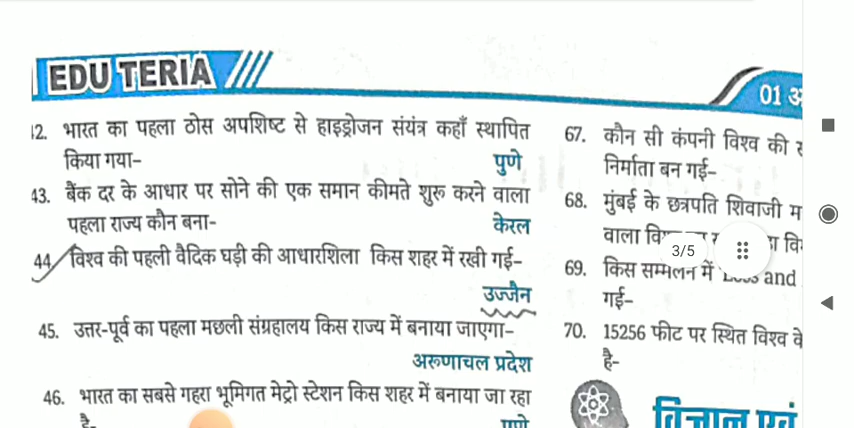 EDU TERIA
01
42. भारत का पहला ठोस अपशिष्ट से हाइड्रोजन संयंत्र कहाँ स्थापित
किया गया–
पुणे
43. बैंक दर के आधार पर सोने की एक समान कीमते शुरू करने वाला
पहला राज्य कौन बना-
केरल
44 विश्व की पहली वैदिक घड़ी की आधारशिला किस शहर में रखी गई–
उज्जैन
45. उत्तर-पूर्व का पहला मछली संग्रहालय किस राज्य में बनाया जाएगा–
अरूणाचल प्रदेश
46. भारत का सबसे गहरा भूमिगत मेट्रो स्टेशन किस शहर में बनाया जा रहा
है-
67. कौन सी कंपनी विश्व की
निर्माता बन गई–
68. मुंबई के छत्रपति शिवाजी
वाला
3/5
69. किस सम्मेलन में and
गई–
70. 15256 फीट पर स्थित विश्व
है-